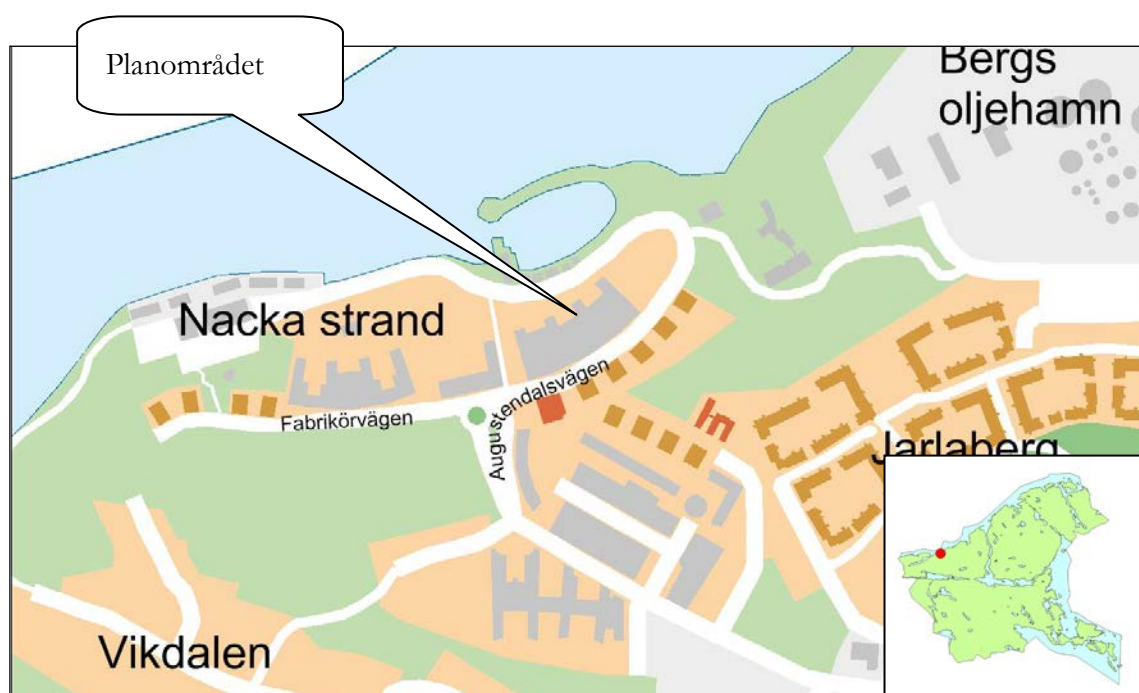 Planområdet
Bergs
oljehamn
Nacka strand
Augustendalsvägen
Fabrikörvägen
Jarlaberg
Vikdalen